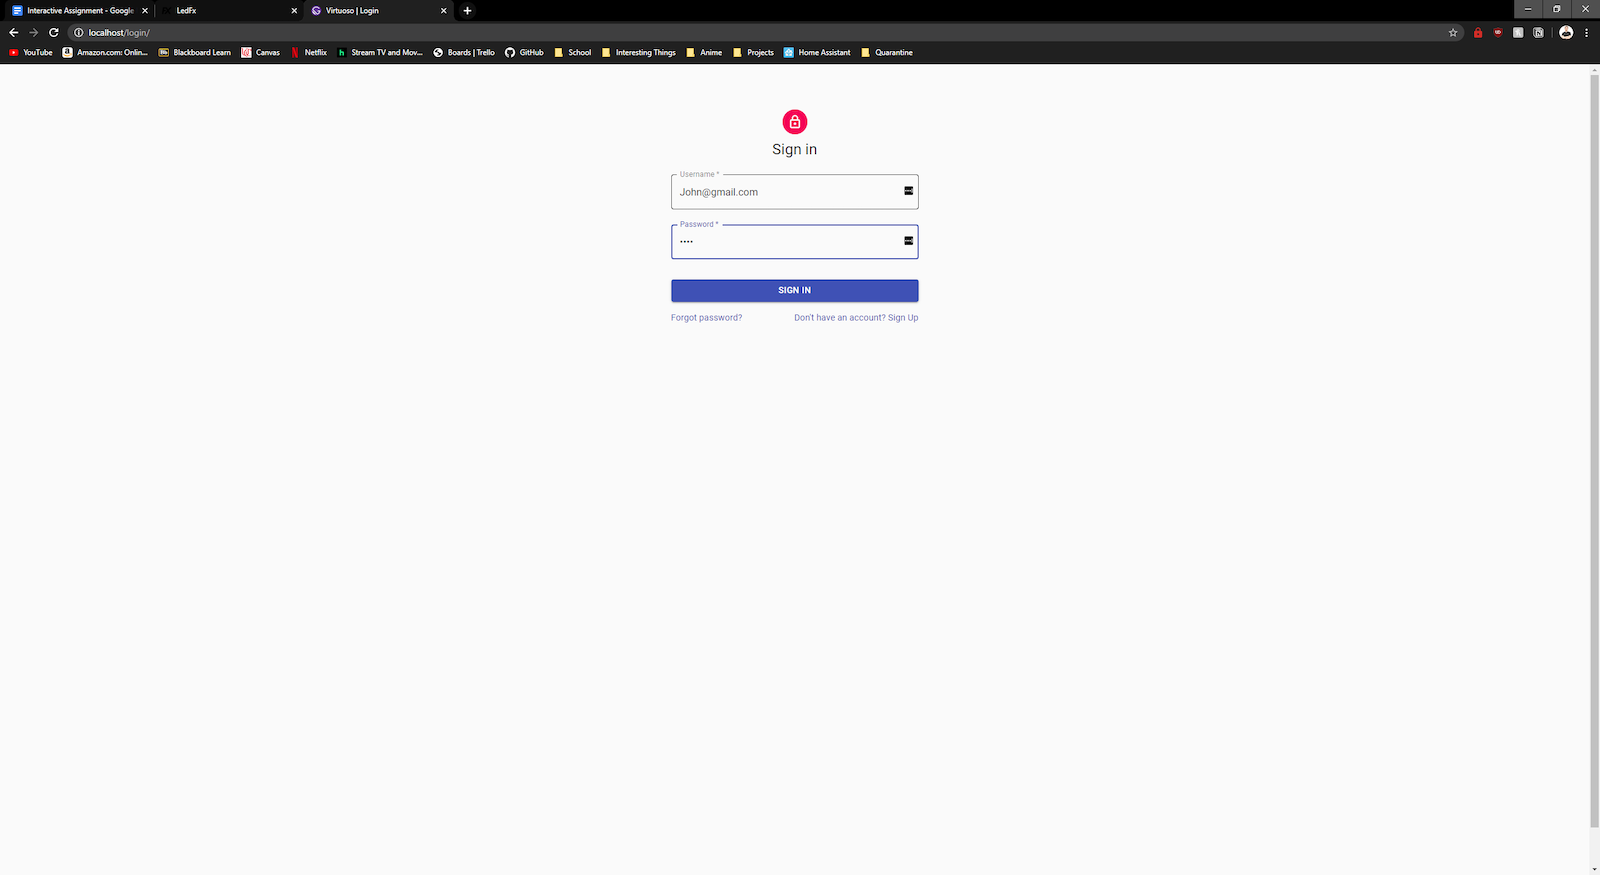 Interactive Assignment - Google
LedFx
Virtuoso | Login
localhost/login/
YouTube
Amazon.com: Onlin...
Blackboard Learn
Canvas
Netflix
Stream TV and Mov...
Boards | Trello
GitHub
School
Interesting Things
Anime
Projects
Home Assistant
Quarantine
Sign in
Username *
John@gmail.com
Password *
••••
SIGN IN
Forgot password?
Don't have an account? Sign Up